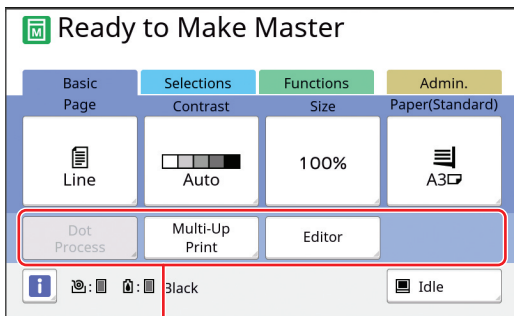 M Ready to Make Master
Basic Selections Functions Admin.
Page Contrast Size Paper(Standard)
Line Auto 100% A3
Dot Process Multi-Up Print Editor
i : : Black Idle